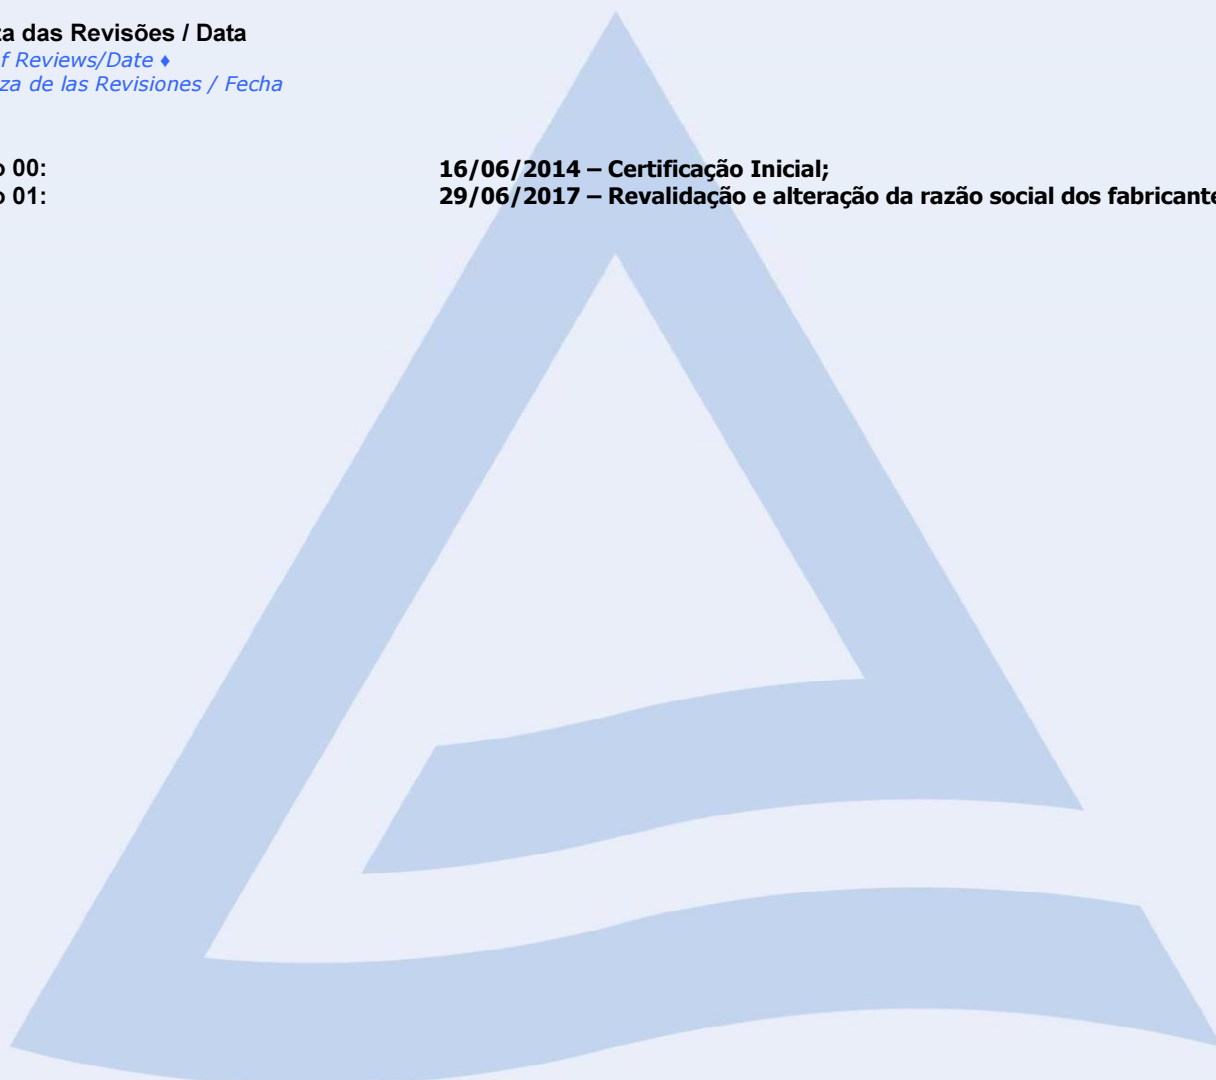 za das Revisões / Data
f Reviews/Date ♦
za de las Revisiones / Fecha
o 00: 16/06/2014 – Certificação Inicial;
o 01: 29/06/2017 – Revalidação e alteração da razão social dos fabricante